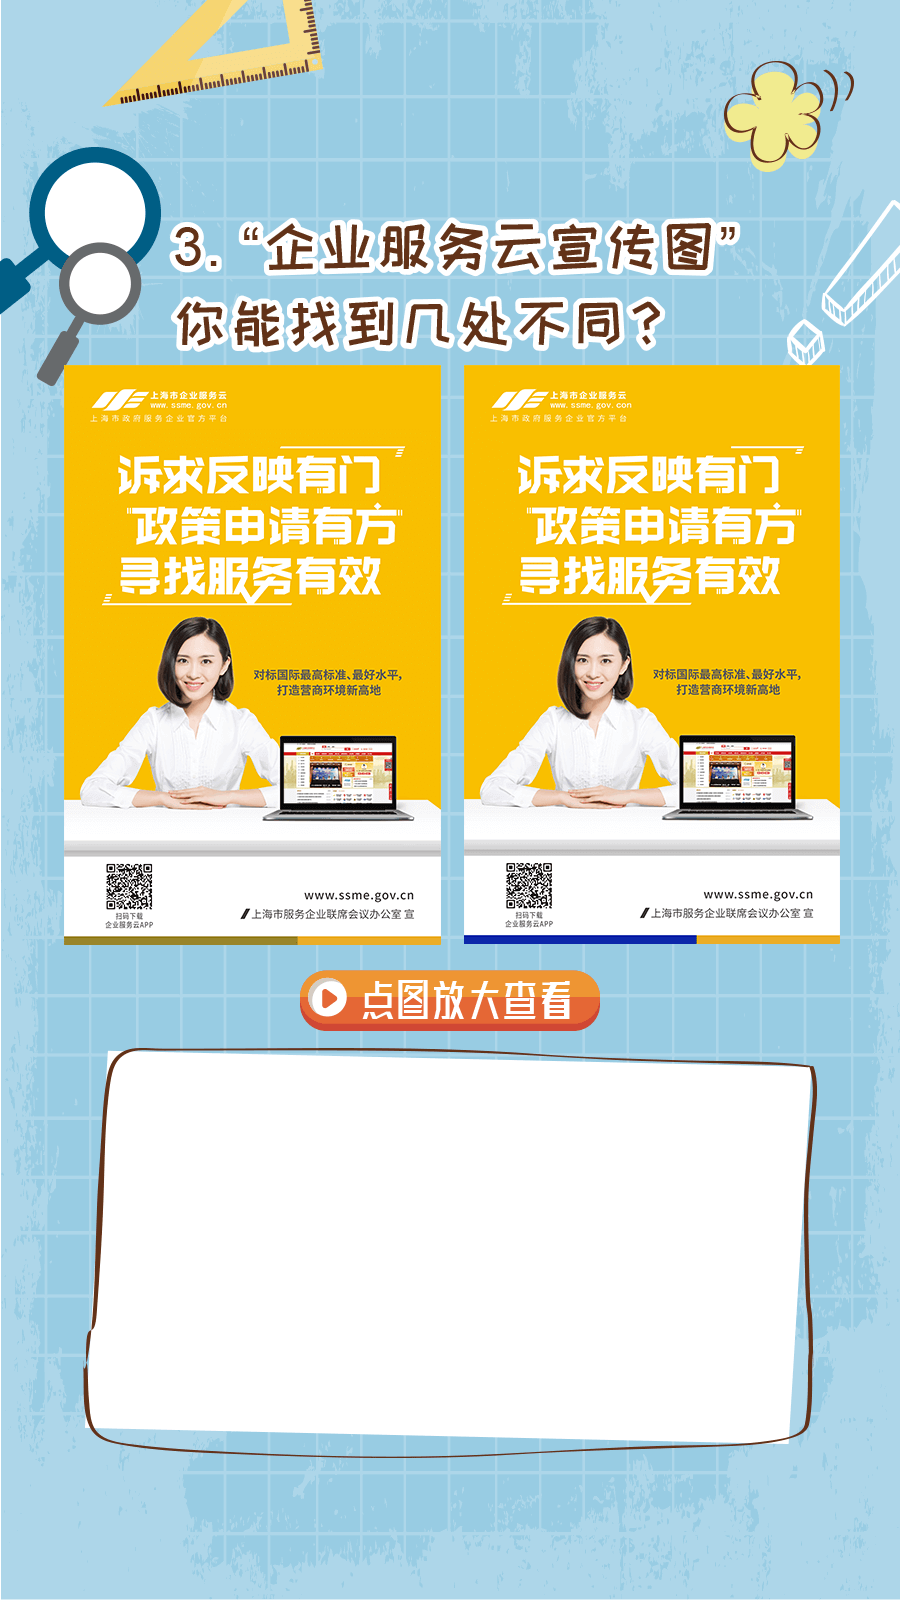 3.“企业服务云宣传图”
你能找到几处不同？
上海市企业服务云
www.ssme.gov.cn
上海市政府服务企业官方平台
诉求反映有门
"政策申请有方"
寻找服务有效
对标国际最高标准、最好水平,
打造营商环境新高地
扫码下载
企业服务云APP
www.ssme.gov.cn
上海市服务企业联席会议办公室 宣
上海市企业服务云
www.ssme.gov.con
上海市政府服务企业官方平台
诉求反映有门
"政策申请有方"
寻找服务有效
对标国际最高标准、最好水平,
打造营商环境新高地
扫码下载
企业服务云APP
www.ssme.gov.cn
上海市服务企业联席会议办公室 宣
点图放大查看